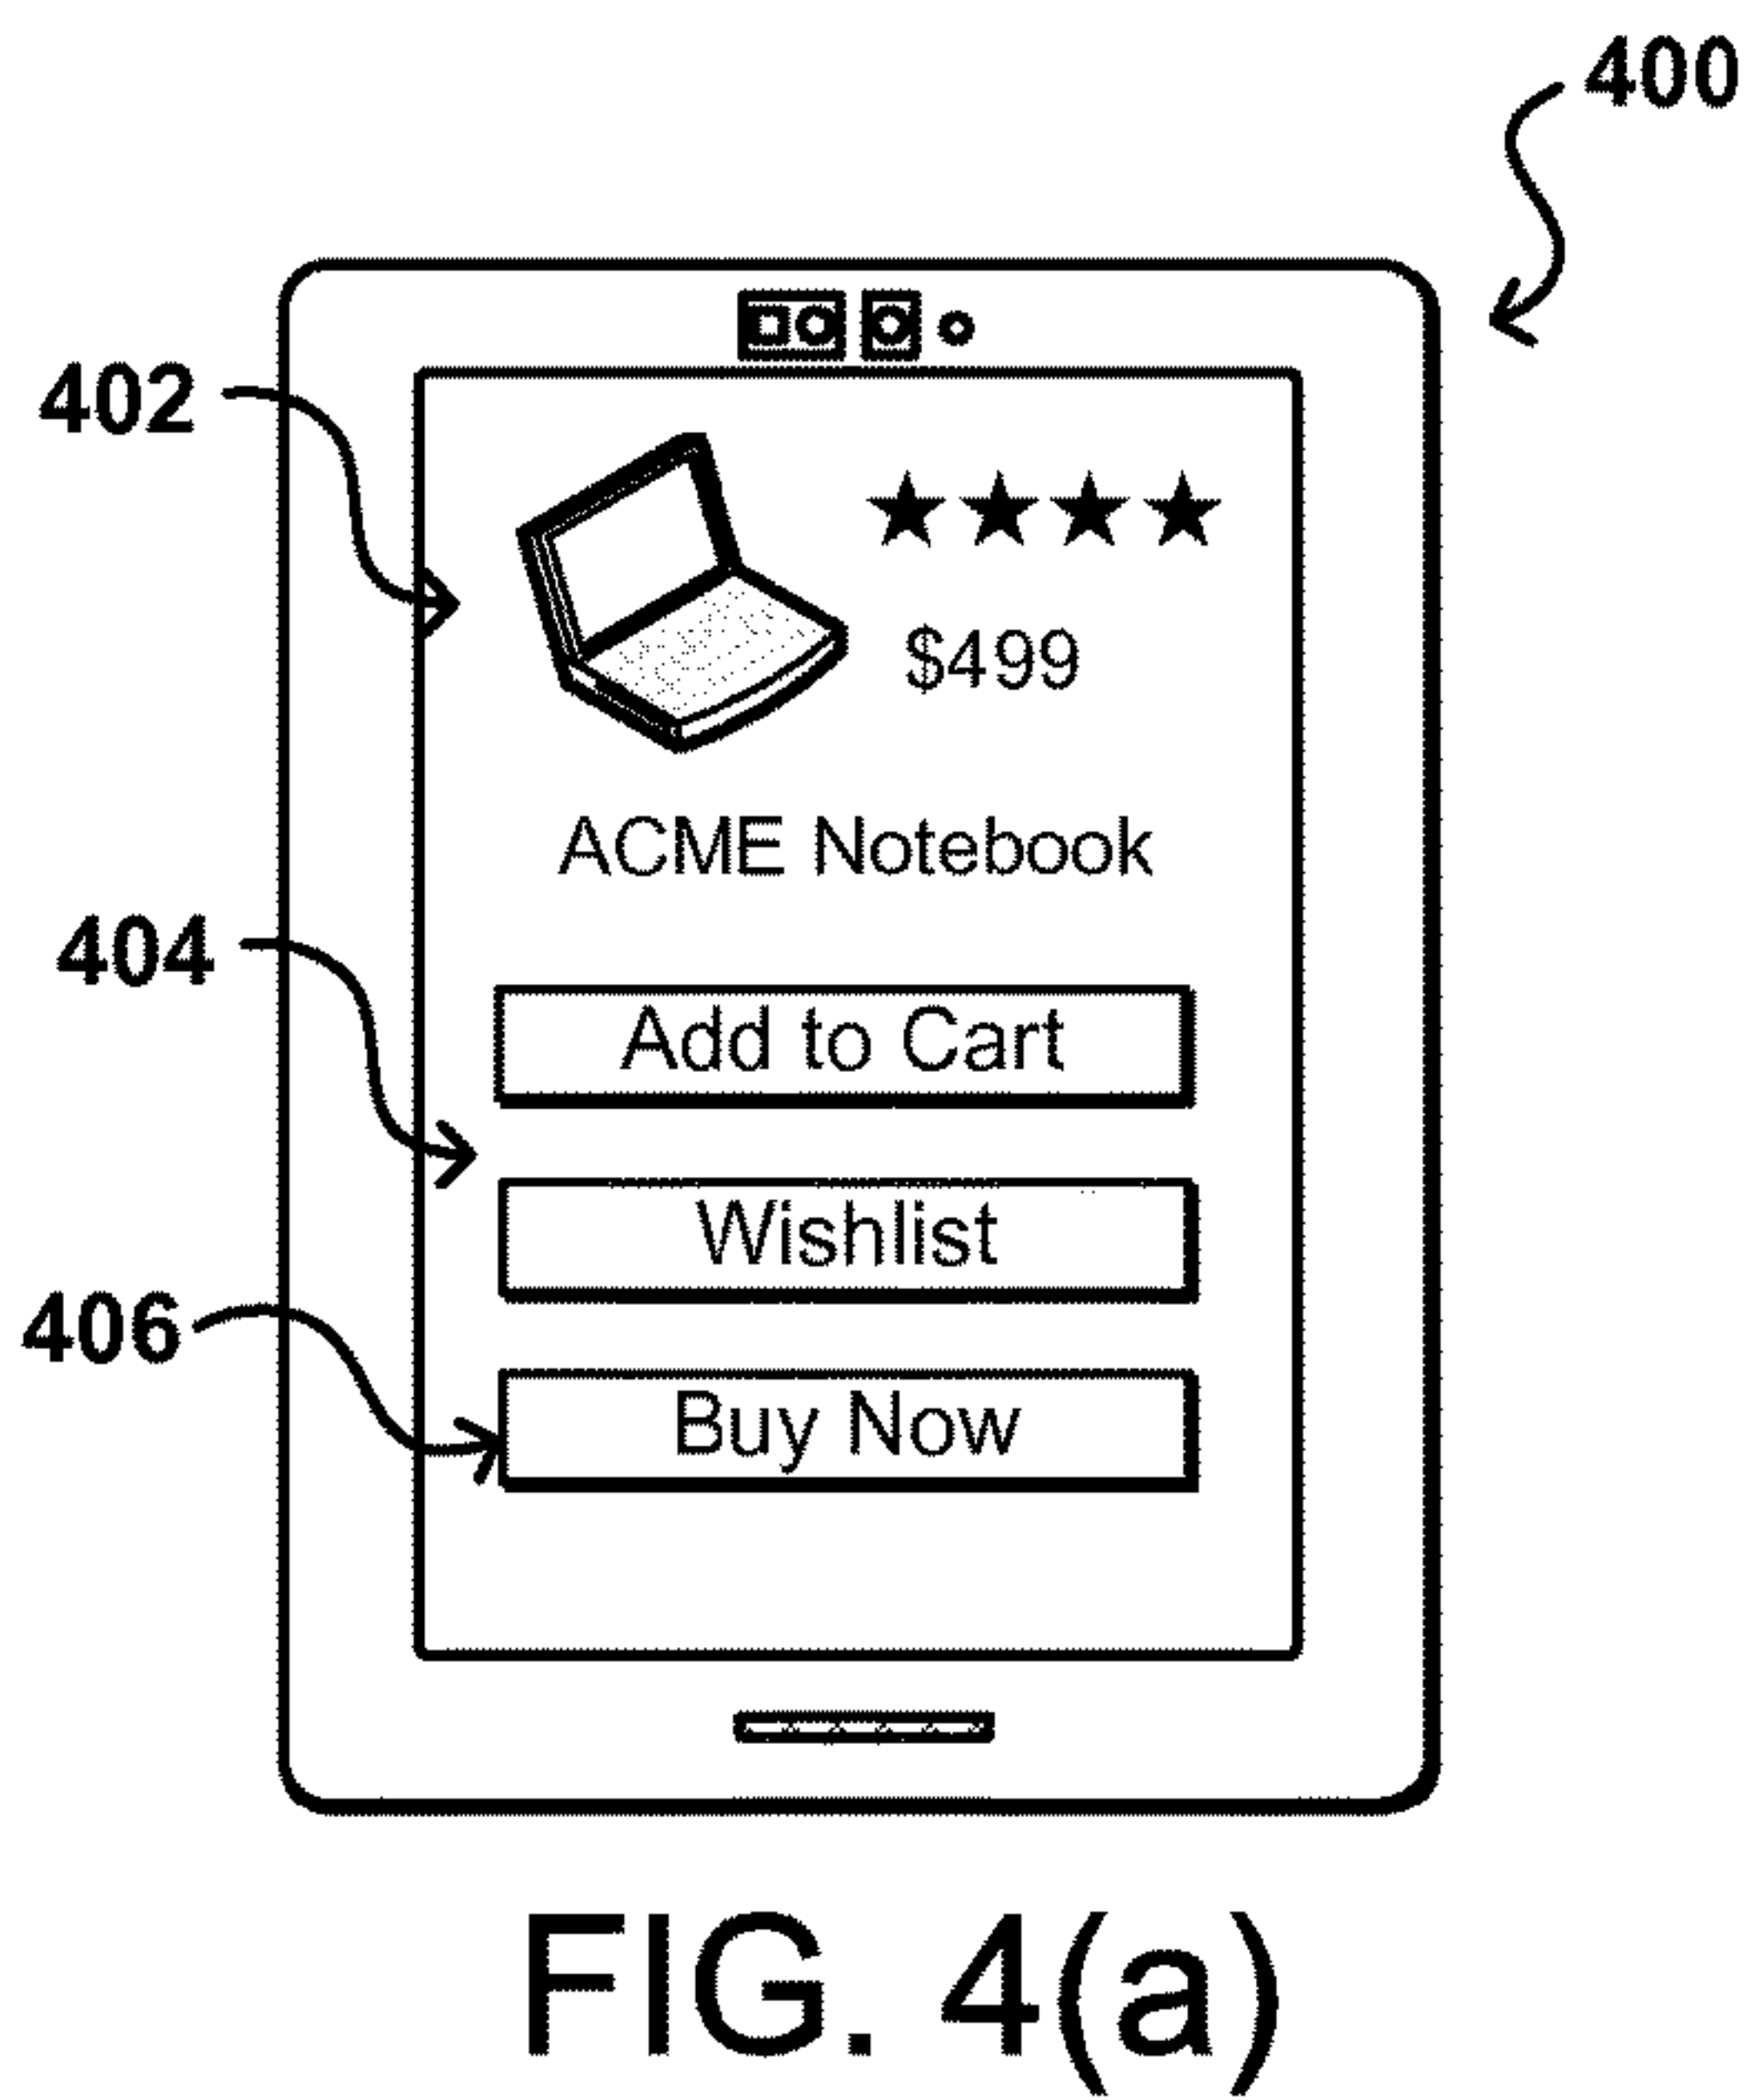 400
402
★★★★
$499
ACME Notebook
404
Add to Cart
Wishlist
406
Buy Now
FIG. 4(a)